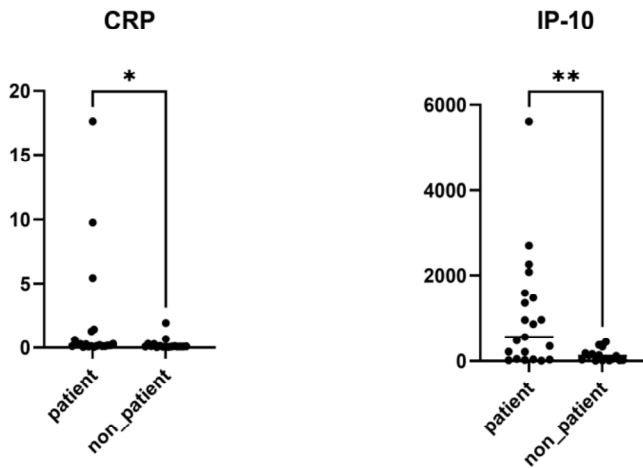 CRP
*
20
15
10
5
0
patient
non_patient
IP-10
**
6000
4000
2000
0
patient
non_patient